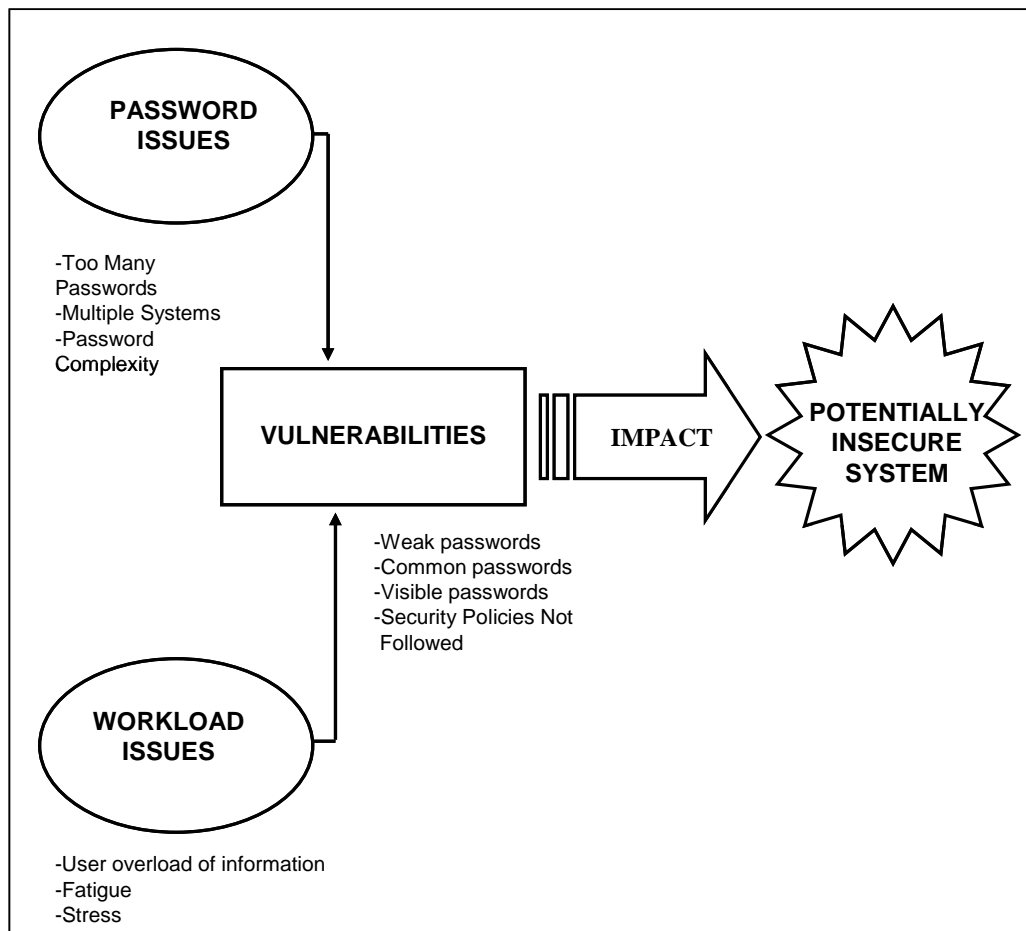 PASSWORD
ISSUES
-Too Many
Passwords
-Multiple Systems
-Password
Complexity
VULNERABILITIES
IMPACT
POTENTIALLY
INSECURE
SYSTEM
-Weak passwords
-Common passwords
-Visible passwords
-Security Policies Not
Followed
WORKLOAD
ISSUES
-User overload of information
-Fatigue
-Stress